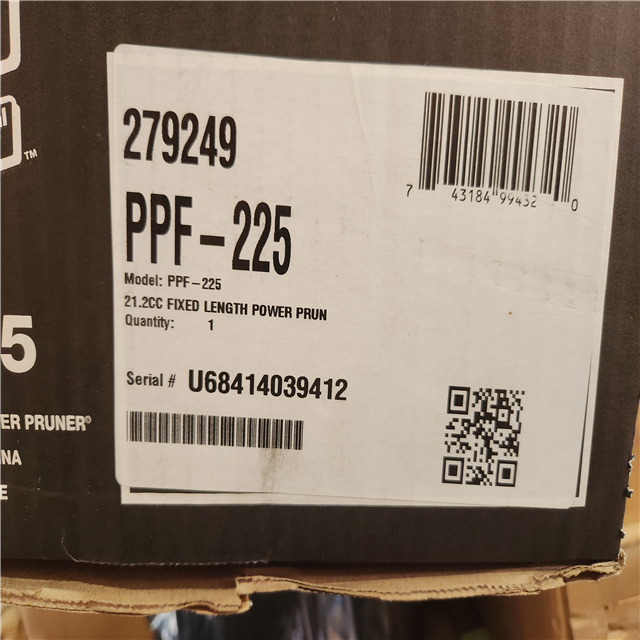 279249
PPF-225
Model: PPF-225
21.2CC FIXED LENGTH POWER PRUN
Quantity: 1
Serial # U68414039412
7 43184 99432 0
TM
5
ER PRUNER®
NA
E